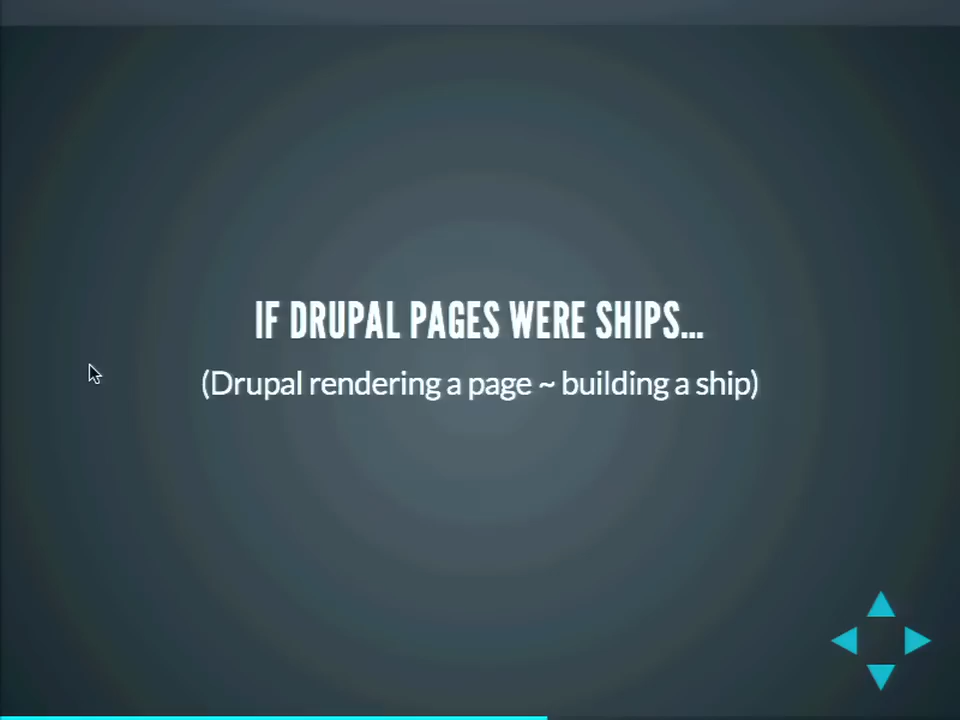 IF DRUPAL PAGES WERE SHIPS...
(Drupal rendering a page ~ building a ship)